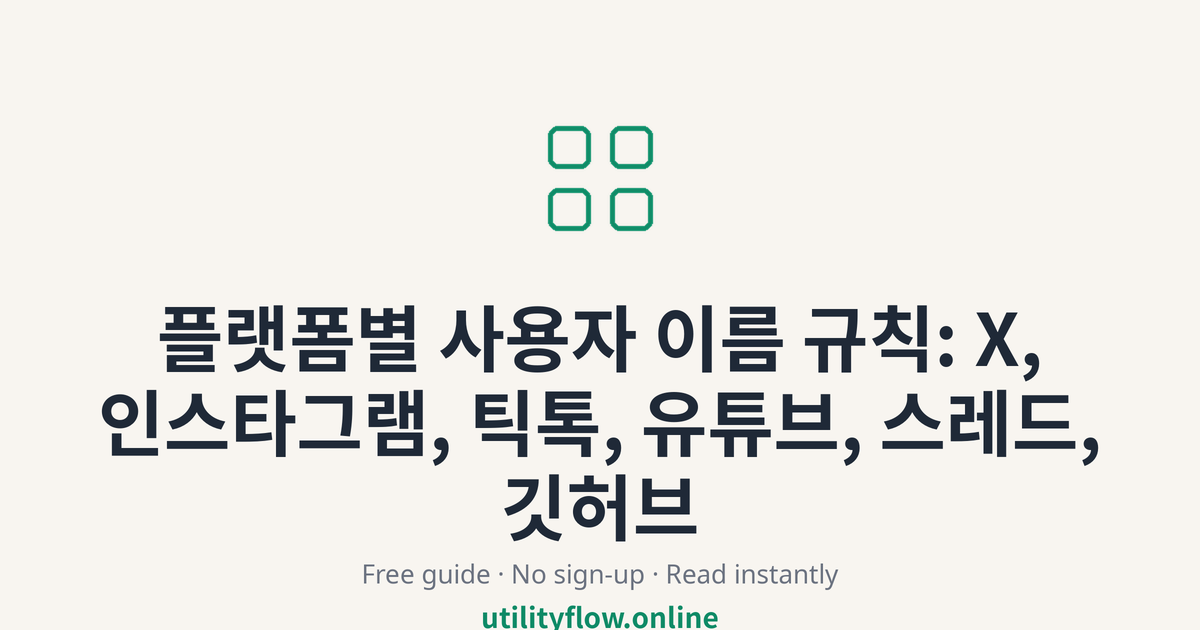 플랫폼별 사용자 이름 규칙: X,
인스타그램, 틱톡, 유튜브, 스레드,
깃허브
Free guide · No sign-up · Read instantly
utilityflow.online